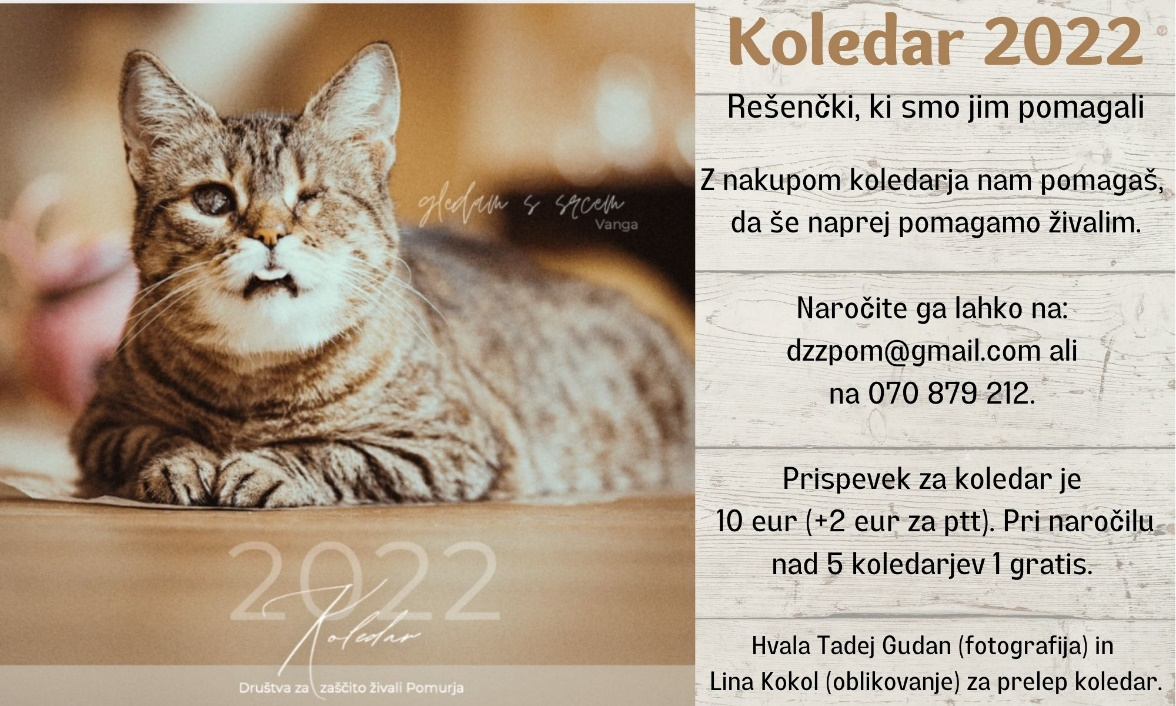 gledam s srcem
Vanga
2022
Koledar
Društva za zaščito živali Pomurja
Koledar 2022
Rešenčki, ki smo jim pomagali
Z nakupom koledarja nam pomagaš,
da še naprej pomagamo živalim.
Naročite ga lahko na:
dzzpom@gmail.com ali
na 070 879 212.
Prispevek za koledar je
10 eur (+2 eur za ptt). Pri naročilu
nad 5 koledarjev 1 gratis.
Hvala Tadej Gudan (fotografija) in
Lina Kokol (oblikovanje) za prelep koledar.